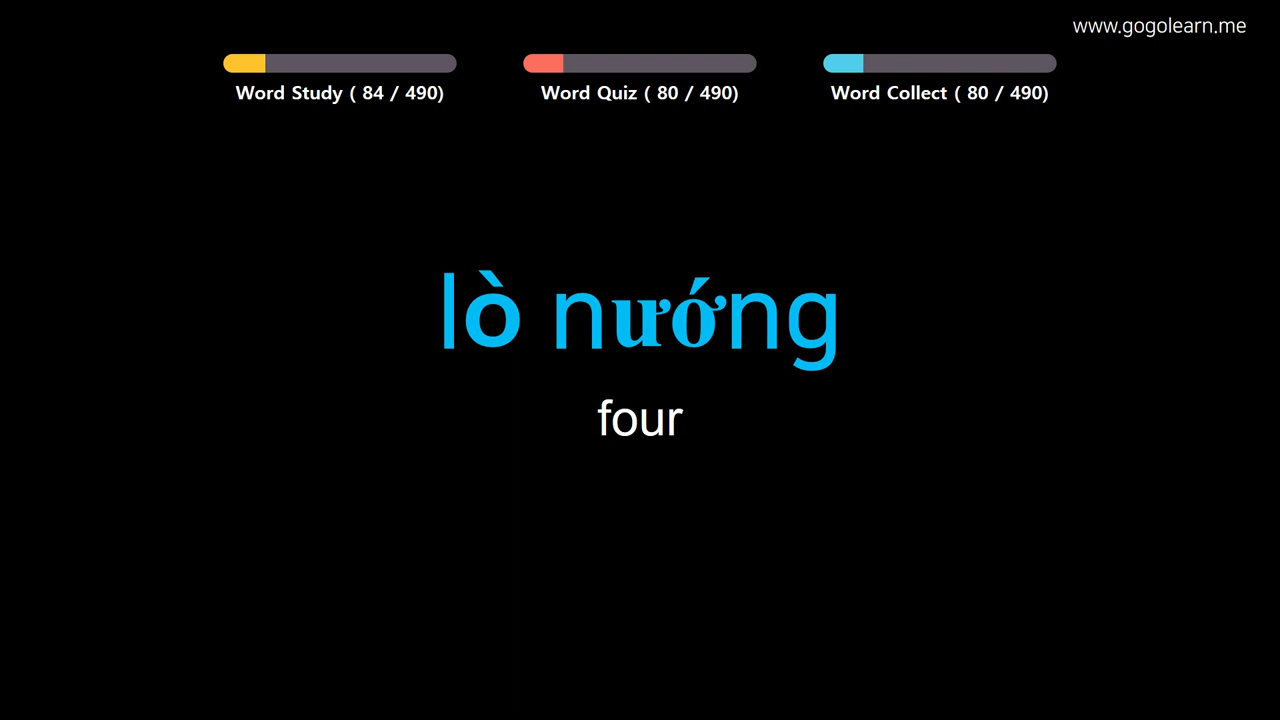 www.gogolearn.me
Word Study ( 84 / 490)
Word Quiz ( 80 / 490)
Word Collect ( 80 / 490)
lò nướng
four